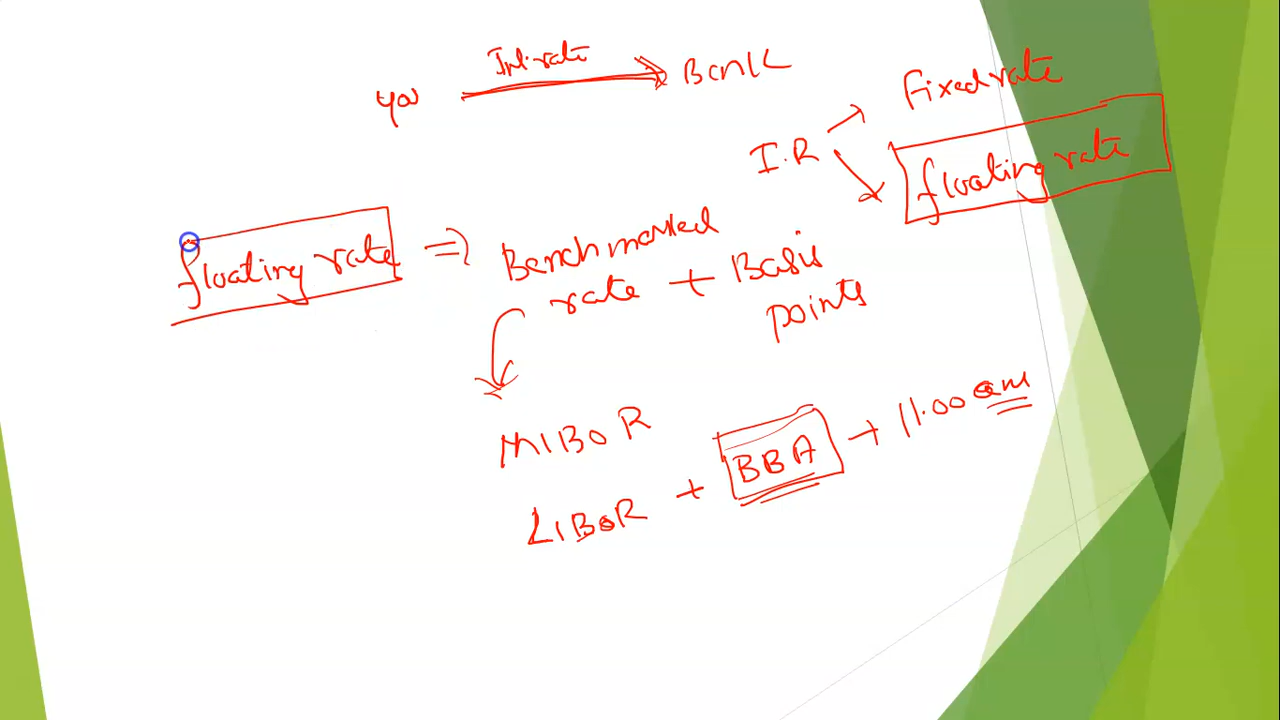 Int.rate
you → Bank
I.R → Fixed rate
floating rate
floating rate ⇒ Benchmarked
rate + Basis
points
MIBOR
LIBOR + BBA → 11.00 am